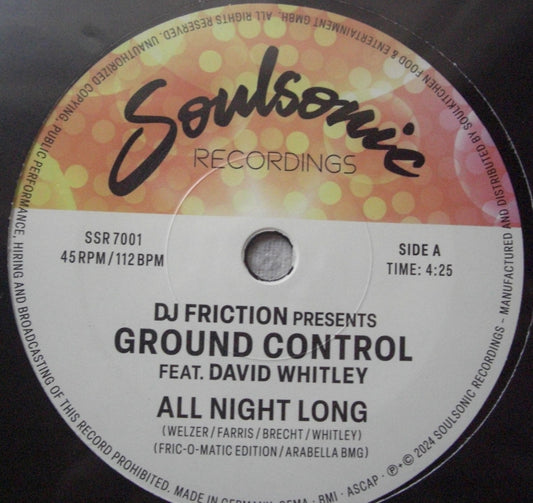 Soulsonic
RECORDINGS
SSR 7001
45 RPM / 112 BPM
SIDE A
TIME: 4:25
DJ FRICTION PRESENTS
GROUND CONTROL
FEAT. DAVID WHITLEY
ALL NIGHT LONG
(WELZER / FARRIS / BRECHT / WHITLEY)
(FRIC-O-MATIC EDITION / ARABELLA BMG)
MADE IN GERMANY. GEMA · BMI · ASCAP · ℗+© 2024 SOULSONIC RECORDINGS – MANUFACTURED AND DISTRIBUTED BY SOULKITCHEN FOOD & ENTERTAINMENT GMBH. ALL RIGHTS RESERVED. UNAUTHORIZED COPYING, PUBLIC PERFORMANCE, HIRING AND BROADCASTING OF THIS RECORD PROHIBITED.